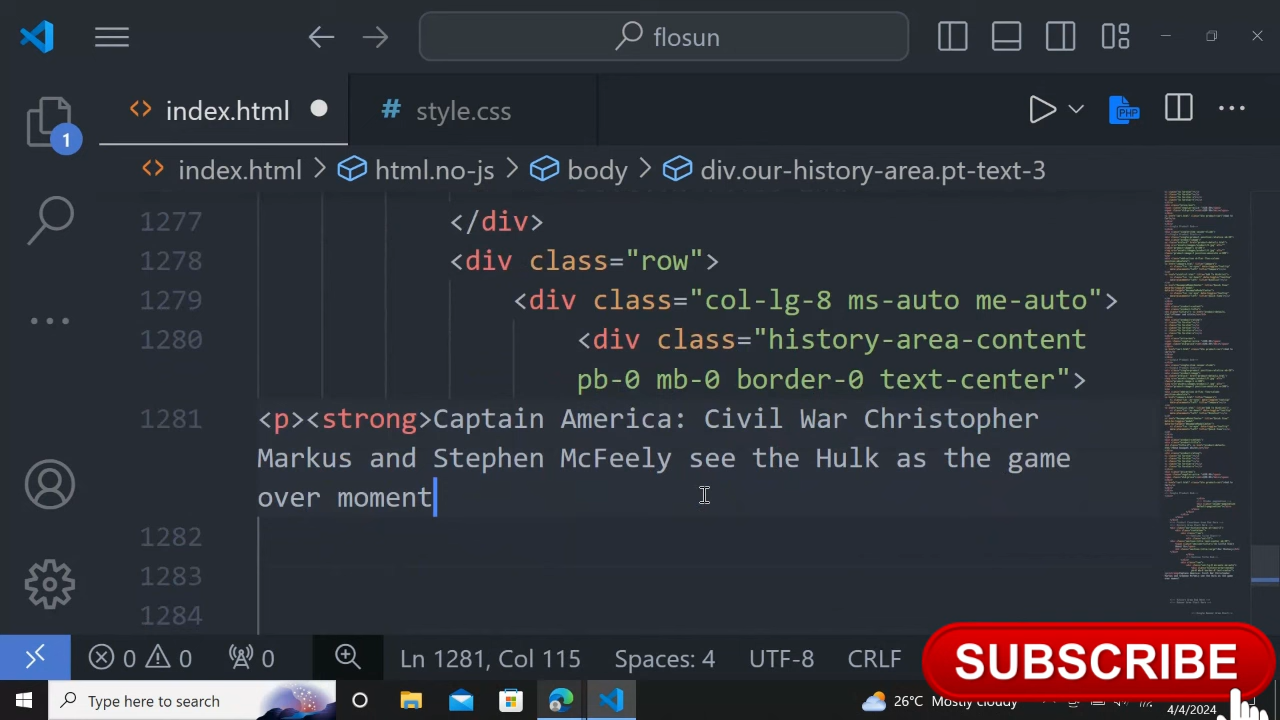 flosun
index.html
style.css
PHP
1
index.html > html.no-js > body > div.our-history-area.pt-text-3
1277 <div>
1278 <div class="row">
1279 <div class="col-lg-8 ms-auto me-auto">
1280 <div class="history-area-content
pb-0 mb-0 border-0 text-center">
1281 <p><strong>Captain America: Civil War Christopher
Markus and Stephen McFeely saw the Hulk as the game
over moment
1282
1283
1284
0 0 0
Ln 1281, Col 115 Spaces: 4 UTF-8 CRLF
SUBSCRIBE
Type here to search
26°C Mostly cloudy
4/4/2024